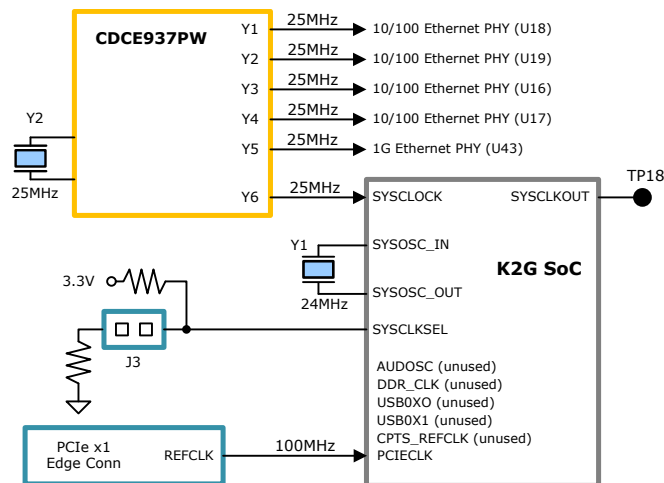 CDCE937PW
Y1 25MHz 10/100 Ethernet PHY (U18)
Y2 25MHz 10/100 Ethernet PHY (U19)
Y3 25MHz 10/100 Ethernet PHY (U16)
Y4 25MHz 10/100 Ethernet PHY (U17)
Y5 25MHz 1G Ethernet PHY (U43)
Y2
25MHz
Y6 25MHz SYSCLOCK SYSCLKOUT TP18
Y1
SYSOSC_IN
K2G SoC
SYSOSC_OUT
24MHz
3.3V
SYSCLKSEL
J3
AUDOSC (unused)
DDR_CLK (unused)
USB0XO (unused)
USB0X1 (unused)
CPTS_REFCLK (unused)
PCIe x1
Edge Conn
REFCLK 100MHz PCIECLK